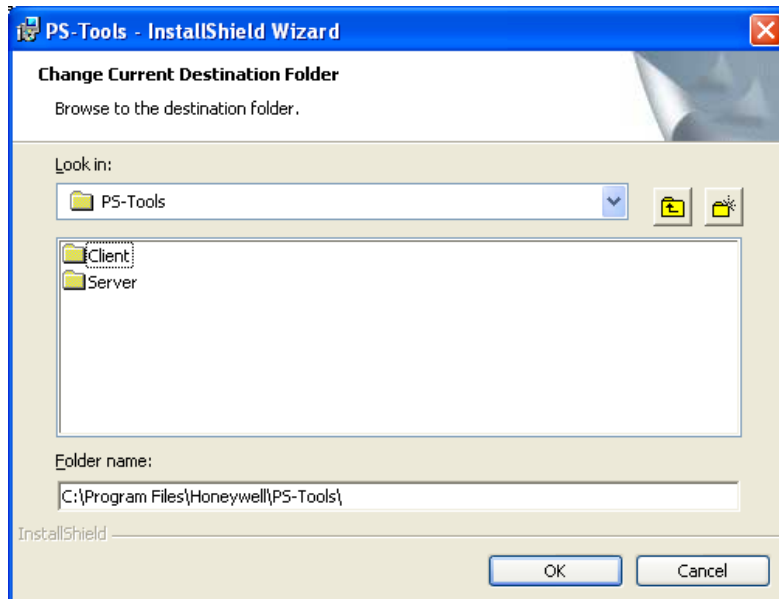 PS-Tools - InstallShield Wizard
Change Current Destination Folder
Browse to the destination folder.
Look in:
PS-Tools
Client
Server
Folder name:
C:\Program Files\Honeywell\PS-Tools\
InstallShield
OK Cancel